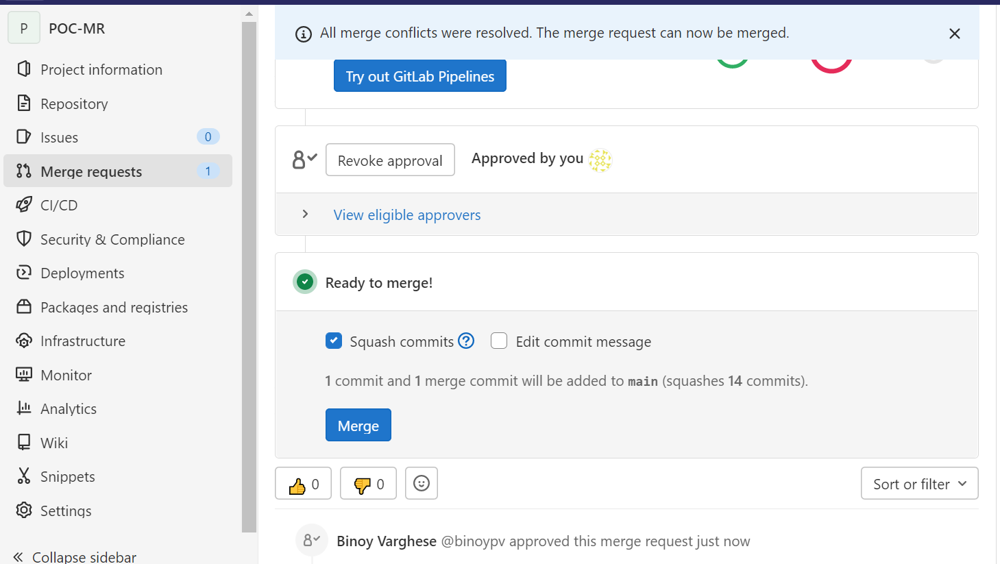 P POC-MR
Project information
Repository
Issues 0
Merge requests 1
CI/CD
Security & Compliance
Deployments
Packages and registries
Infrastructure
Monitor
Analytics
Wiki
Snippets
Settings
Collapse sidebar
All merge conflicts were resolved. The merge request can now be merged.
Try out GitLab Pipelines
Revoke approval Approved by you
View eligible approvers
Ready to merge!
Squash commits ? Edit commit message
1 commit and 1 merge commit will be added to main (squashes 14 commits).
Merge
0 0 Sort or filter
Binoy Varghese @binoypv approved this merge request just now